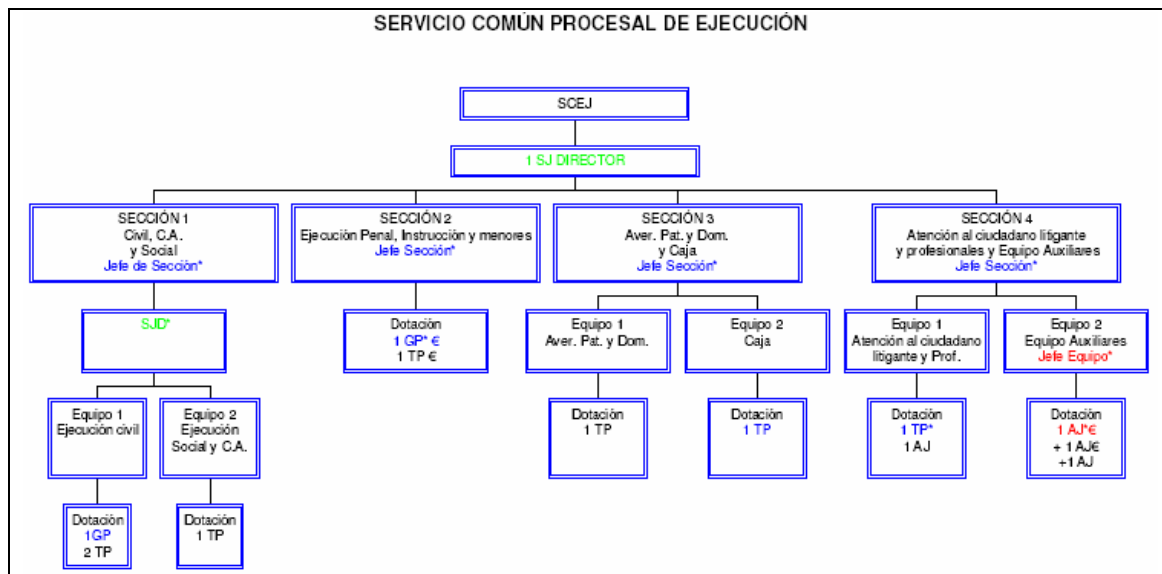 SERVICIO COMÚN PROCESAL DE EJECUCIÓN
SCEJ
1 SJ DIRECTOR
SECCIÓN 1
Civil, C.A.
y Social
Jefe de Sección*
SECCIÓN 2
Ejecución Penal, Instrucción y menores
Jefe Sección*
SECCIÓN 3
Aver. Pat. y Dom.
y Caja
Jefe Sección*
SECCIÓN 4
Atención al ciudadano litigante
y profesionales y Equipo Auxiliares
Jefe Sección*
SJD*
Dotación
1 GP* €
1 TP €
Equipo 1
Aver. Pat. y Dom.
Equipo 2
Caja
Equipo 1
Atención al ciudadano
litigante y Prof.
Equipo 2
Equipo Auxiliares
Jefe Equipo*
Equipo 1
Ejecución civil
Equipo 2
Ejecución
Social y C.A.
Dotación
1 TP
Dotación
1 TP
Dotación
1 TP*
1 AJ
Dotación
1 AJ*€
+ 1 AJ€
+1 AJ
Dotación
1GP
2 TP
Dotación
1 TP